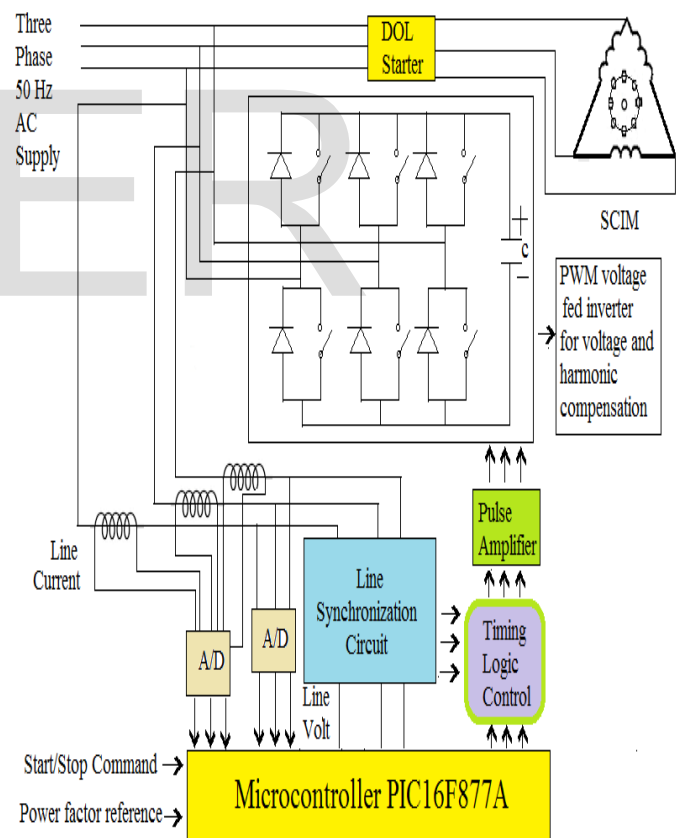 Three
Phase
50 Hz
AC
Supply
DOL
Starter
SCIM
+
c
−
PWM voltage
fed inverter
for voltage and
harmonic
compensation
Pulse
Amplifier
Line
Current
Line
Synchronization
Circuit
Timing
Logic
Control
A/D
A/D
Line
Volt
Start/Stop Command
Power factor reference
Microcontroller PIC16F877A
ER